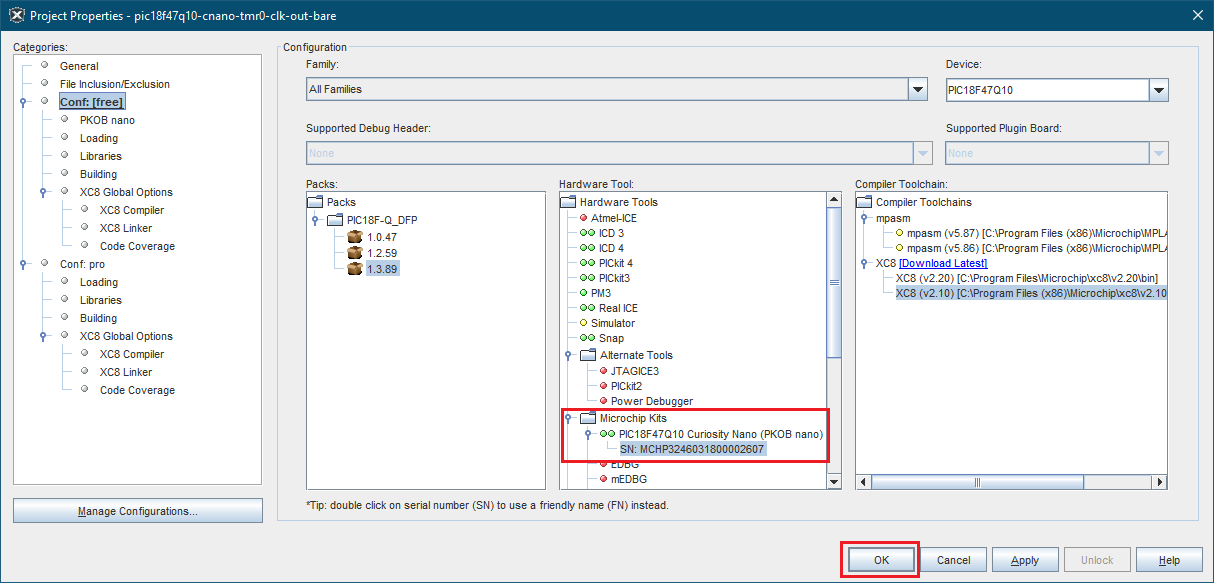 Project Properties - pic18f47q10-cnano-tmr0-clk-out-bare
Categories:
General
File Inclusion/Exclusion
Conf: [free]
PKOB nano
Loading
Libraries
Building
XC8 Global Options
XC8 Compiler
XC8 Linker
Code Coverage
Conf: pro
Loading
Libraries
Building
XC8 Global Options
XC8 Compiler
XC8 Linker
Code Coverage
Manage Configurations...
Configuration
Family:
All Families
Device:
PIC18F47Q10
Supported Debug Header:
None
Supported Plugin Board:
None
Packs:
Packs
PIC18F-Q_DFP
1.0.47
1.2.59
1.3.89
Hardware Tool:
Hardware Tools
Atmel-ICE
ICD 3
ICD 4
PICkit 4
PICkit3
PM3
Real ICE
Simulator
Snap
Alternate Tools
JTAGICE3
PICkit2
Power Debugger
Microchip Kits
PIC18F47Q10 Curiosity Nano (PKOB nano)
SN: MCHP3246031800002607
EDBG
mEDBG
Compiler Toolchain:
Compiler Toolchains
mpasm
mpasm (v5.87) [C:\Program Files (x86)\Microchip\MPLA
mpasm (v5.86) [C:\Program Files (x86)\Microchip\MPLA
XC8 [Download Latest]
XC8 (v2.20) [C:\Program Files\Microchip\xc8\v2.20\bin]
XC8 (v2.10) [C:\Program Files (x86)\Microchip\xc8\v2.10
*Tip: double click on serial number (SN) to use a friendly name (FN) instead.
OK
Cancel
Apply
Unlock
Help